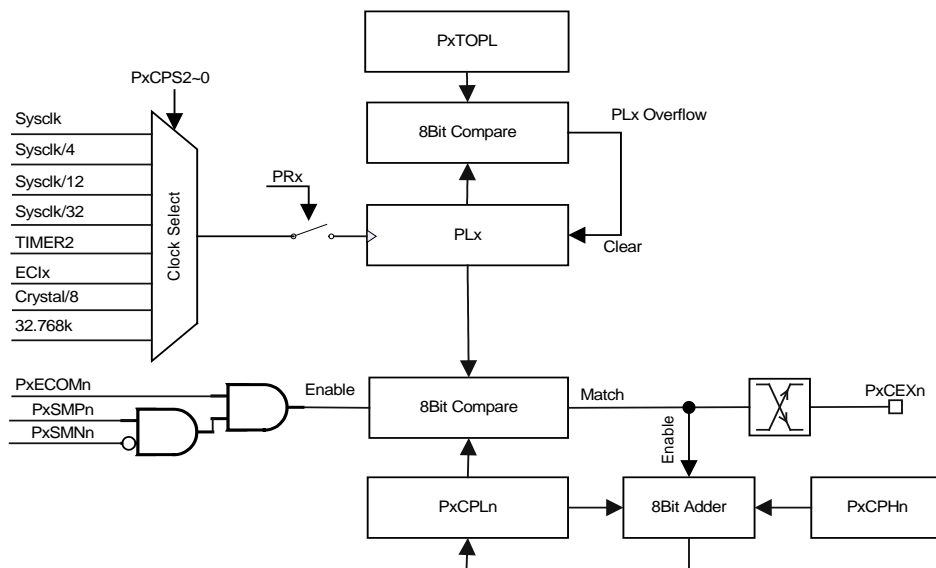 PxTOPL
PxCPS2~0
8Bit Compare
PLx Overflow
Sysclk
Sysclk/4
Sysclk/12
Sysclk/32
TIMER2
ECIx
Crystal/8
32.768k
Clock Select
PRx
PLx
Clear
PxECOMn
PxSMPn
PxSMNn
Enable
8Bit Compare
Match
PxCEXn
Enable
PxCPLn
8Bit Adder
PxCPHn